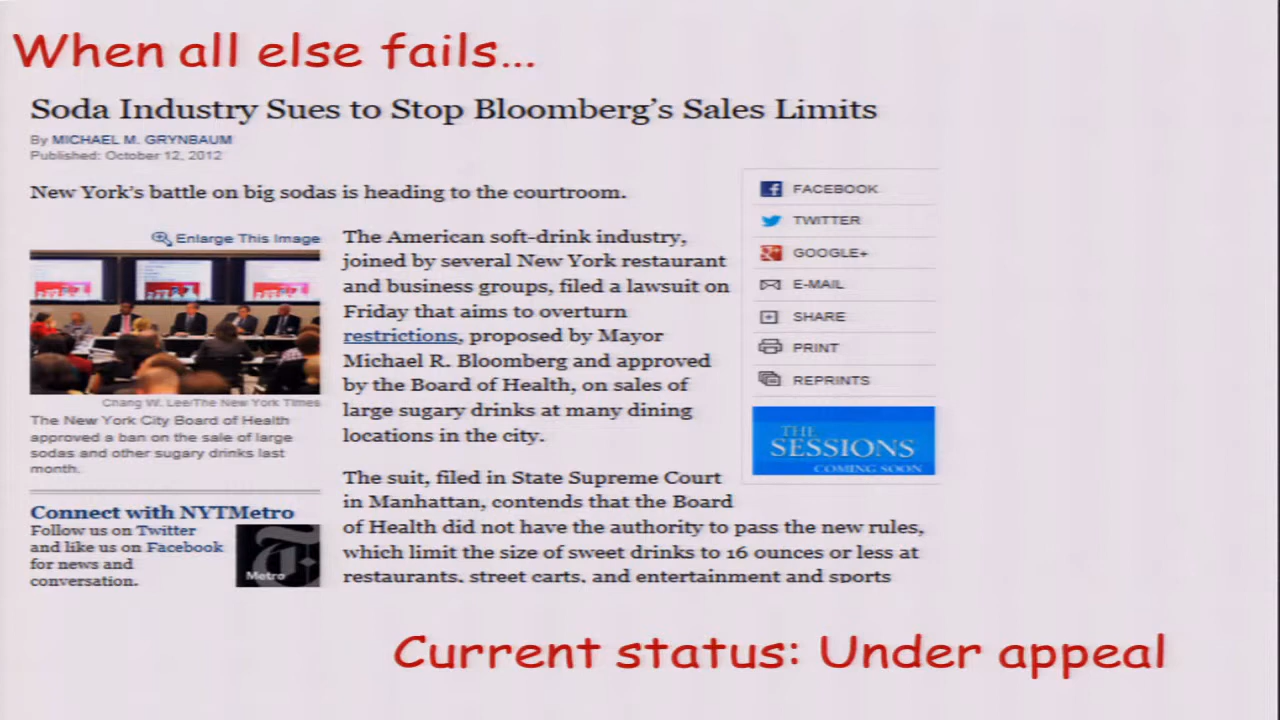 When all else fails...
Soda Industry Sues to Stop Bloomberg's Sales Limits
By MICHAEL M. GRYNBAUM
Published: October 12, 2012
New York's battle on big sodas is heading to the courtroom.
Enlarge This Image
Chang W. Lee/The New York Times
The New York City Board of Health
approved a ban on the sale of large
sodas and other sugary drinks last
month.
Connect with NYTMetro
Follow us on Twitter
and like us on Facebook
for news and
conversation.
Metro
The American soft-drink industry,
joined by several New York restaurant
and business groups, filed a lawsuit on
Friday that aims to overturn
restrictions, proposed by Mayor
Michael R. Bloomberg and approved
by the Board of Health, on sales of
large sugary drinks at many dining
locations in the city.
The suit, filed in State Supreme Court
in Manhattan, contends that the Board
of Health did not have the authority to pass the new rules,
which limit the size of sweet drinks to 16 ounces or less at
restaurants, street carts, and entertainment and sports
FACEBOOK
TWITTER
GOOGLE+
E-MAIL
SHARE
PRINT
REPRINTS
THE
SESSIONS
COMING SOON
Current status: Under appeal